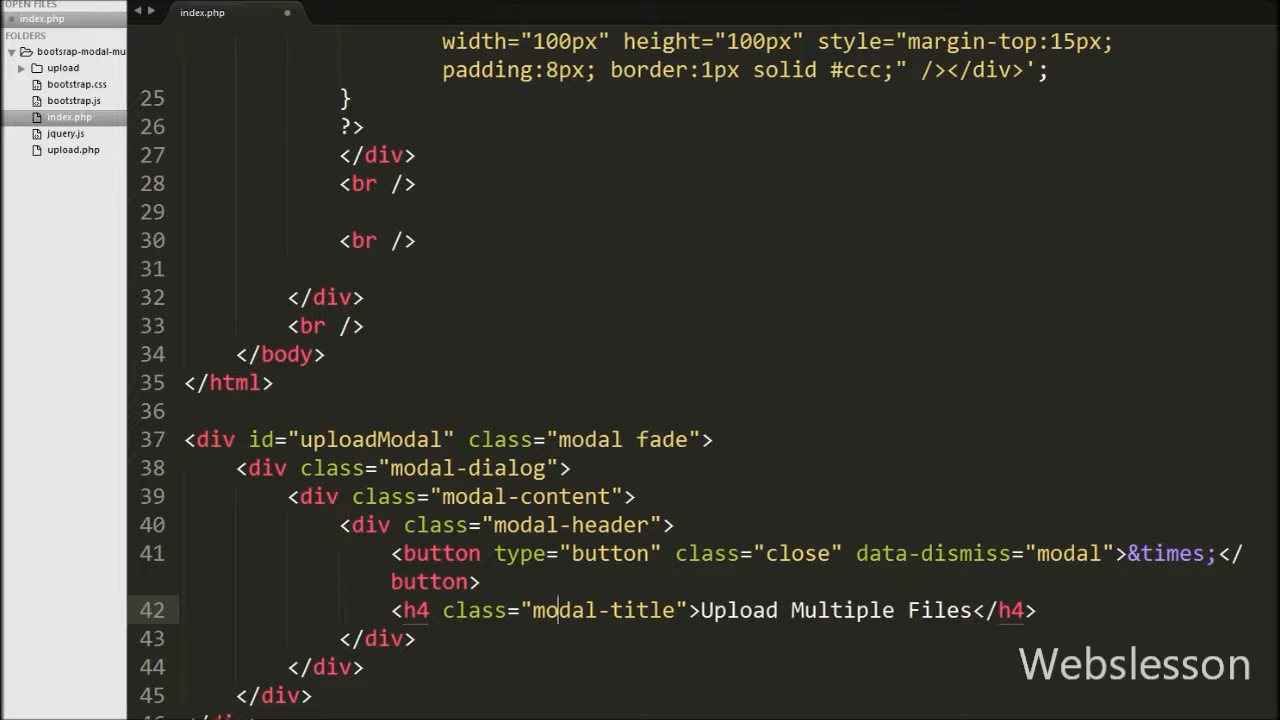 OPEN FILES
index.php
FOLDERS
bootsrap-modal-mu
upload
bootstrap.css
bootstrap.js
index.php
jquery.js
upload.php
index.php
width="100px" height="100px" style="margin-top:15px;
padding:8px; border:1px solid #ccc;" /></div>';
25 }
26 ?>
27 </div>
28 <br />
29
30 <br />
31
32 </div>
33 <br />
34 </body>
35 </html>
36
37 <div id="uploadModal" class="modal fade">
38 <div class="modal-dialog">
39 <div class="modal-content">
40 <div class="modal-header">
41 <button type="button" class="close" data-dismiss="modal">&times;</
button>
42 <h4 class="modal-title">Upload Multiple Files</h4>
43 </div>
44 </div>
45 </div>
46 </div>
Webslesson